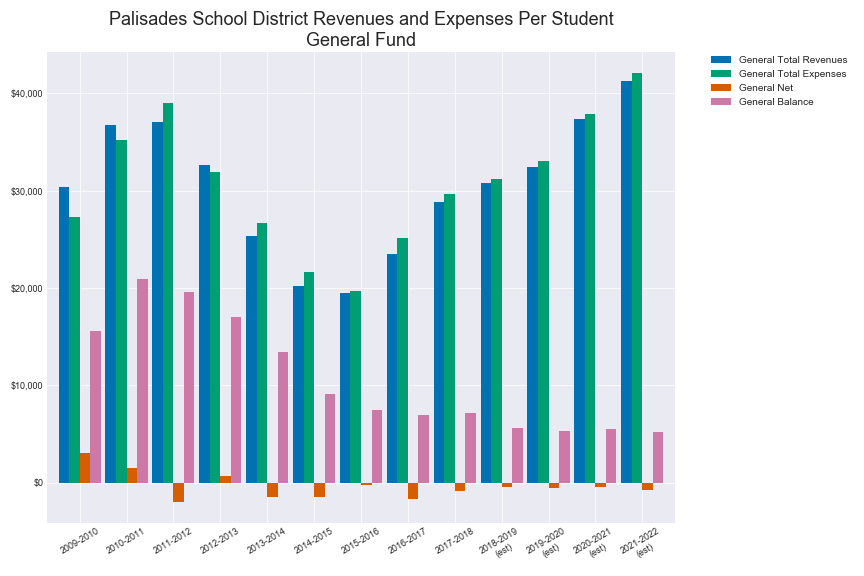 Palisades School District Revenues and Expenses Per Student
General Fund
General Total Revenues
General Total Expenses
General Net
General Balance
$40,000
$30,000
$20,000
$10,000
$0
2009-2010
2010-2011
2011-2012
2012-2013
2013-2014
2014-2015
2015-2016
2016-2017
2017-2018
2018-2019
(est)
2019-2020
(est)
2020-2021
(est)
2021-2022
(est)